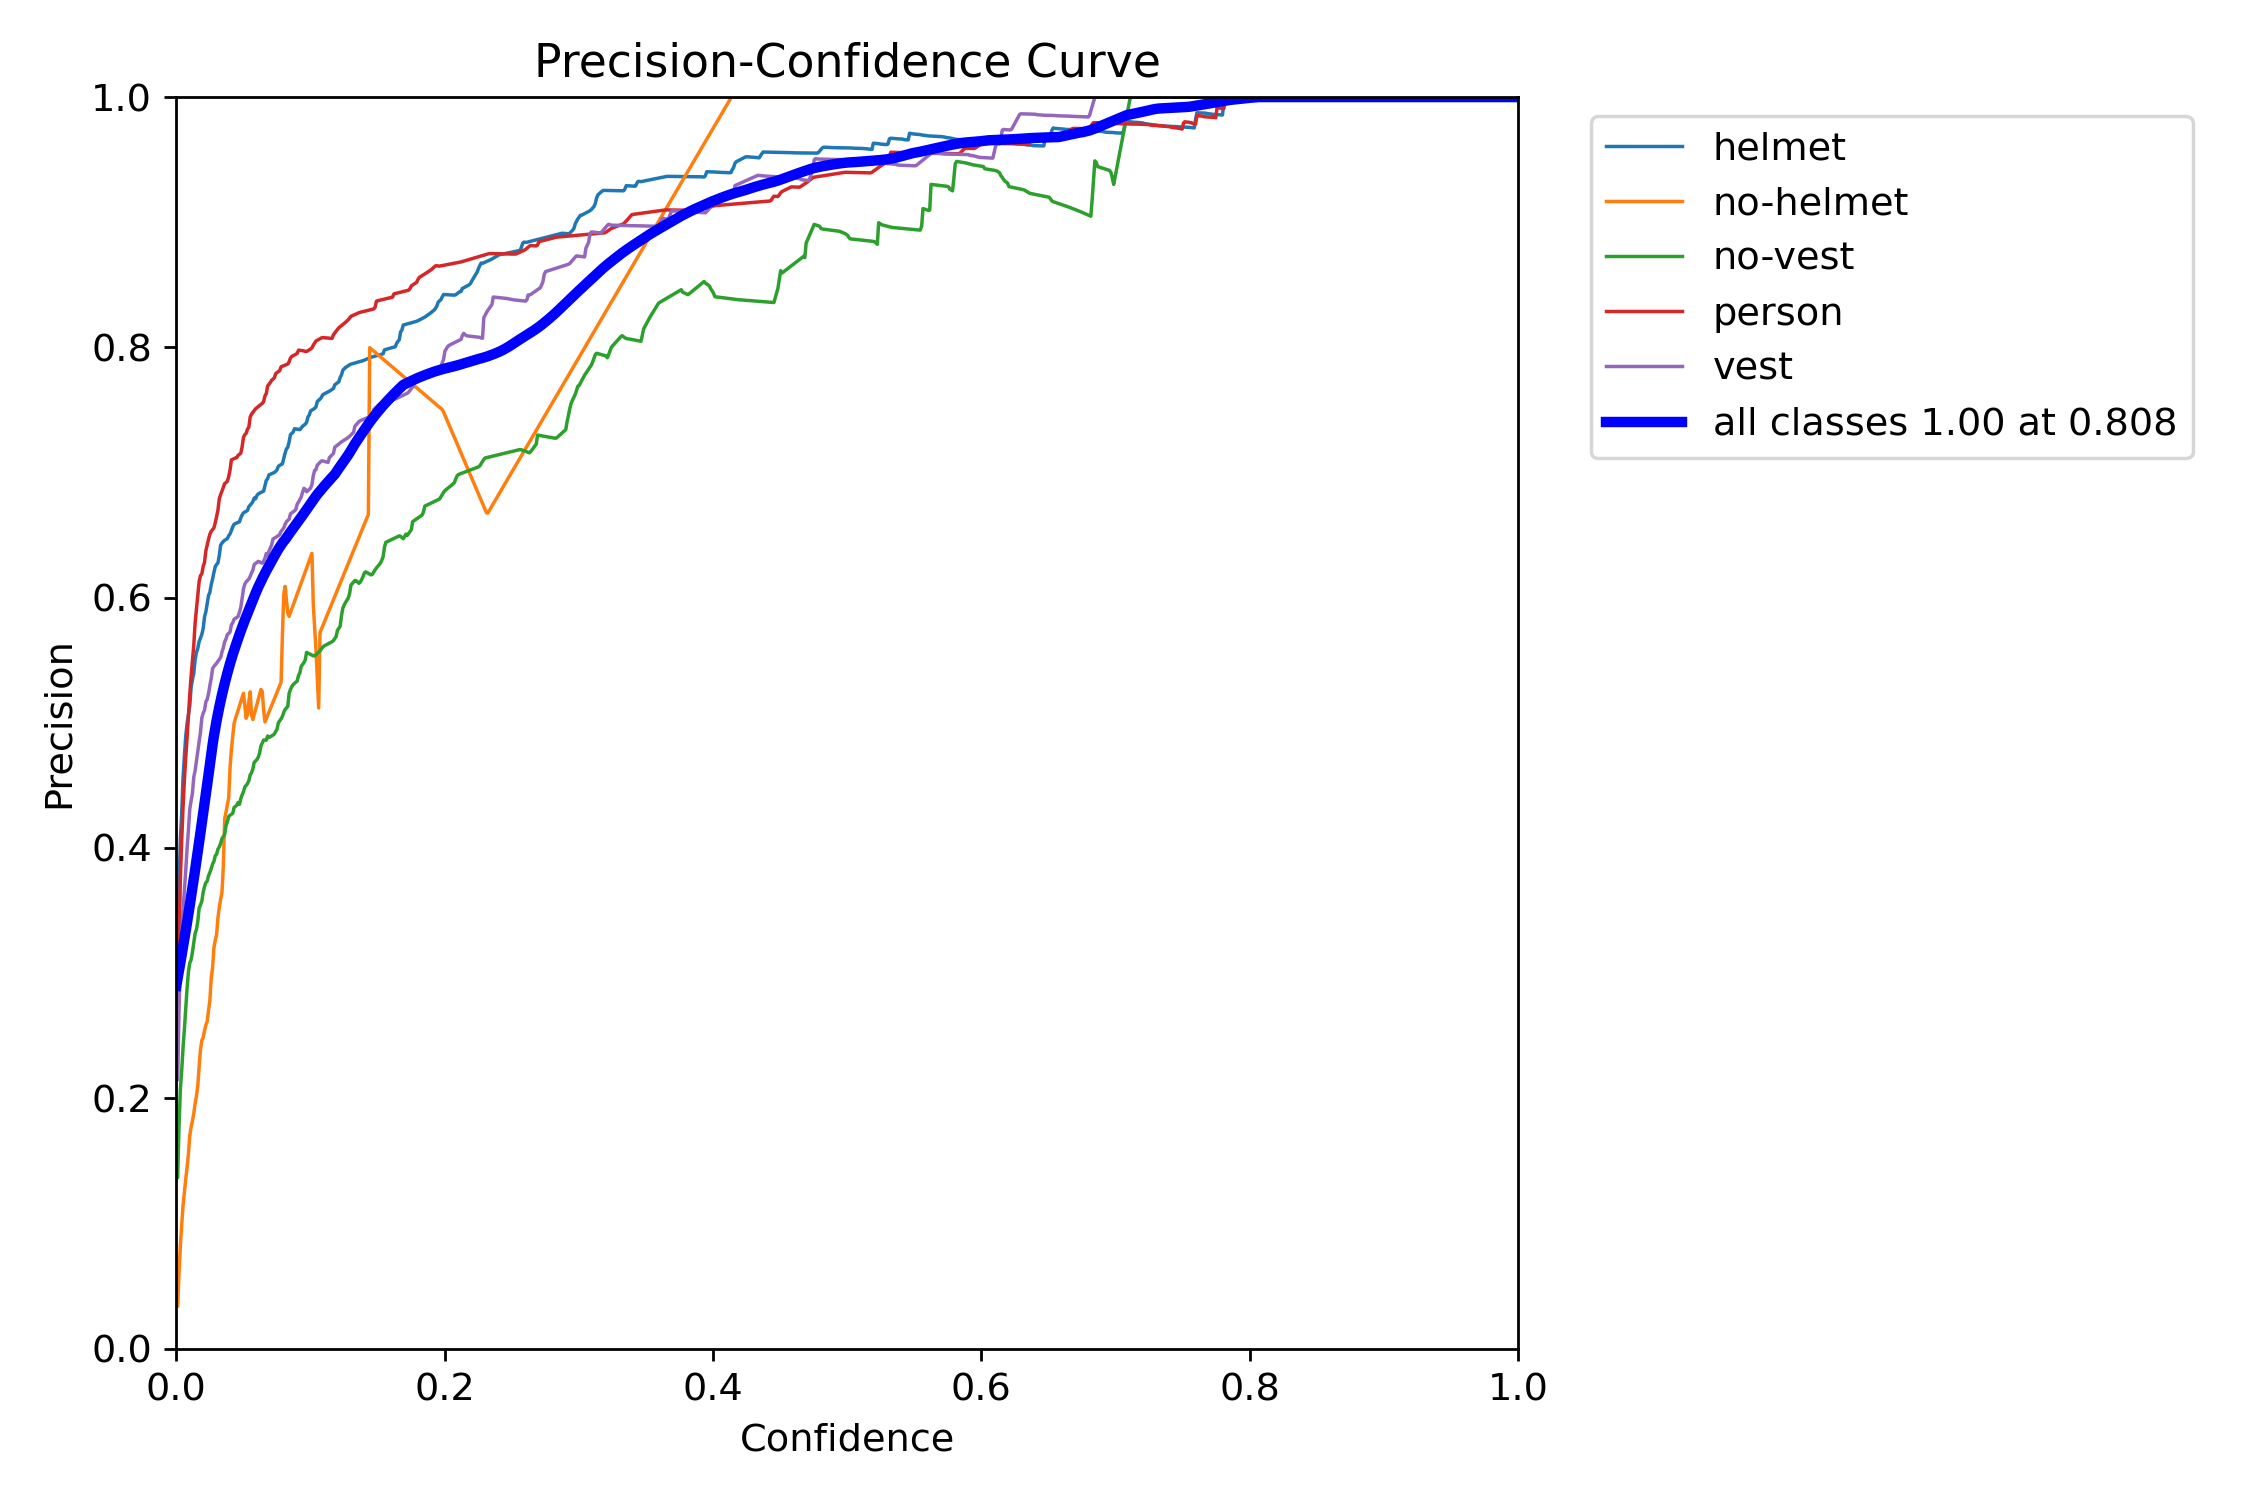 Precision-Confidence Curve
1.0
0.8
0.6
0.4
0.2
0.0
Precision
0.0 0.2 0.4 0.6 0.8 1.0
Confidence
helmet
no-helmet
no-vest
person
vest
all classes 1.00 at 0.808